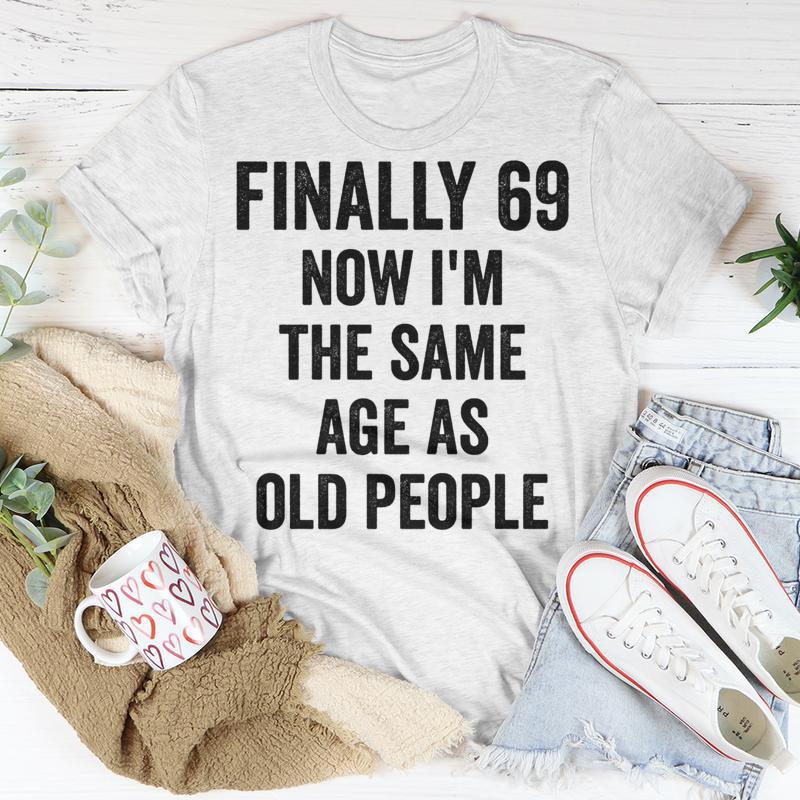 FINALLY 69
NOW I'M
THE SAME
AGE AS
OLD PEOPLE